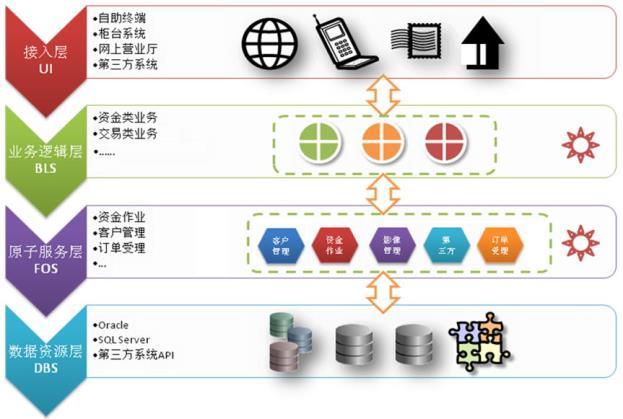 接入层
UI
•自助终端
•柜台系统
•网上营业厅
•第三方系统
业务逻辑层
BLS
•资金类业务
•交易类业务
•......
原子服务层
FOS
•资金作业
•客户管理
•订单受理
•...
客户
管理
资金
作业
影像
管理
第
三方
订单
受理
数据资源层
DBS
•Oracle
•SQL Server
•第三方系统API